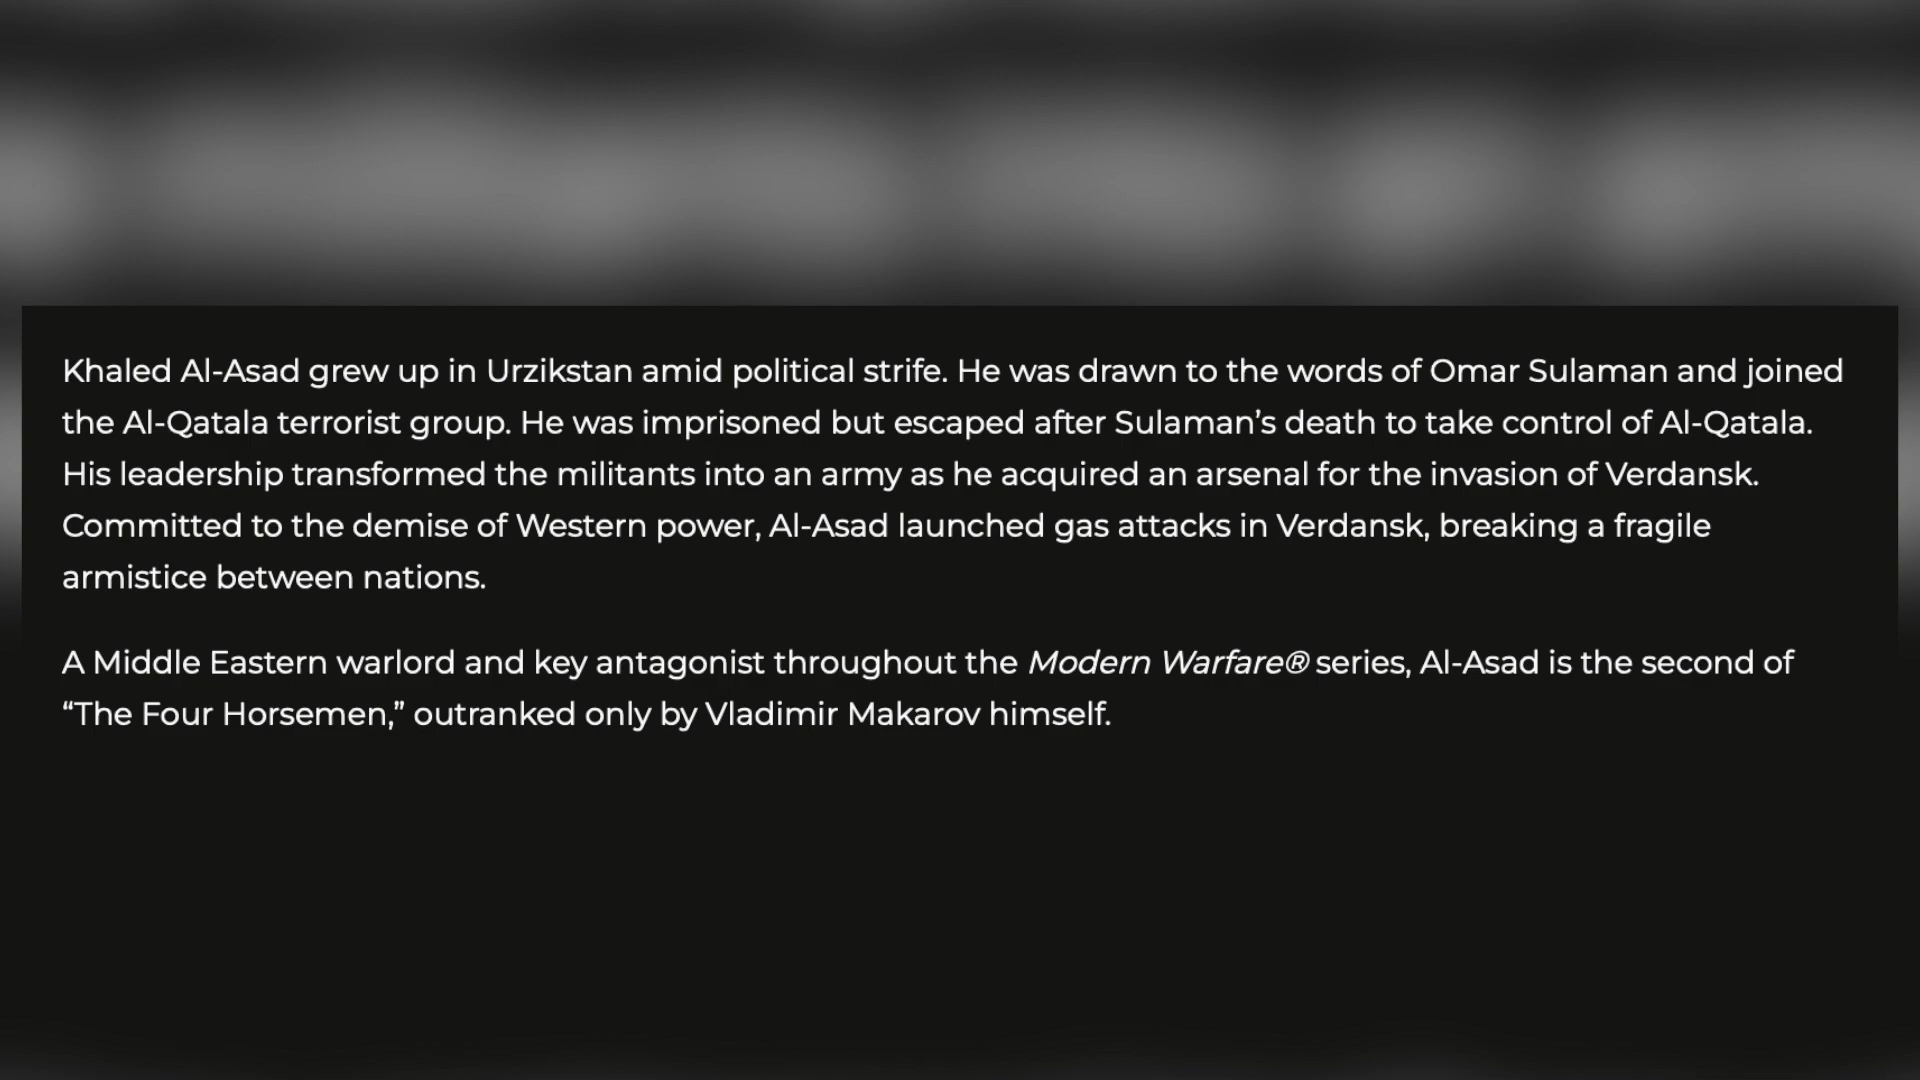 Khaled Al-Asad grew up in Urzikstan amid political strife. He was drawn to the words of Omar Sulaman and joined
the Al-Qatala terrorist group. He was imprisoned but escaped after Sulaman’s death to take control of Al-Qatala.
His leadership transformed the militants into an army as he acquired an arsenal for the invasion of Verdansk.
Committed to the demise of Western power, Al-Asad launched gas attacks in Verdansk, breaking a fragile
armistice between nations.
A Middle Eastern warlord and key antagonist throughout the Modern Warfare® series, Al-Asad is the second of
“The Four Horsemen,” outranked only by Vladimir Makarov himself.